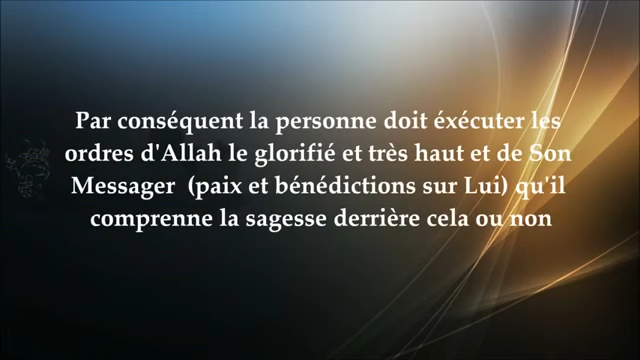 Par conséquent la personne doit éxécuter les
ordres d'Allah le glorifié et très haut et de Son
Messager (paix et bénédictions sur Lui) qu'il
comprenne la sagesse derrière cela ou non